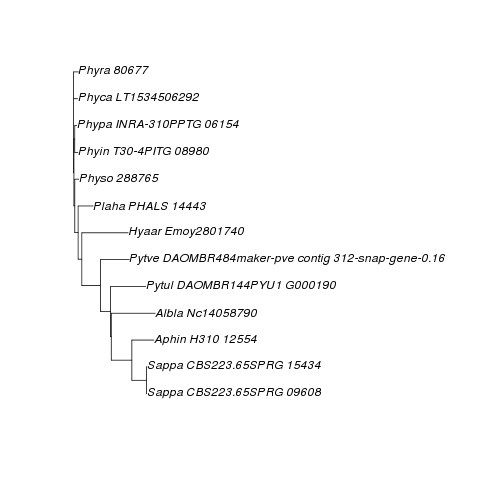 Phyra 80677
Phyca LT1534506292
Phypa INRA-310PPTG 06154
Phyin T30-4PITG 08980
Physo 288765
Plaha PHALS 14443
Hyaar Emoy2801740
Pytve DAOMBR484maker-pve contig 312-snap-gene-0.16
Pytul DAOMBR144PYU1 G000190
Albla Nc14058790
Aphin H310 12554
Sappa CBS223.65SPRG 15434
Sappa CBS223.65SPRG 09608